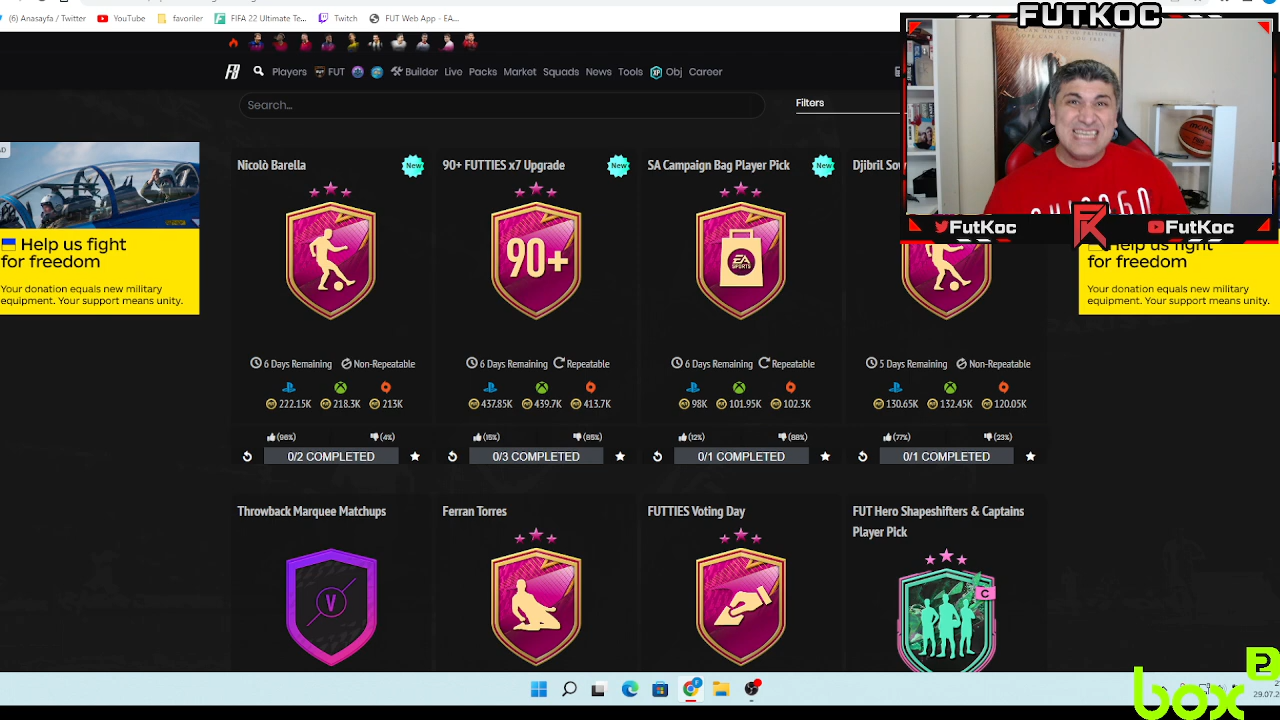 (6) Anasayfa / Twitter
YouTube
favoriler
FIFA 22 Ultimate Te...
Twitch
FUT Web App - EA...
FUTKOC
FB
Players
FUT
Builder
Live
Packs
Market
Squads
News
Tools
XP
Obj
Career
Search...
Filters
AD
Help us fight
for freedom
Your donation equals new military
equipment. Your support means unity.
Nicolò Barella
New
6 Days Remaining
Non-Repeatable
222.15K
218.3K
213K
(96%)
(4%)
0/2 COMPLETED
90+ FUTTIES x7 Upgrade
New
90+
6 Days Remaining
Repeatable
437.85K
439.7K
413.7K
(15%)
(85%)
0/3 COMPLETED
SA Campaign Bag Player Pick
New
EA
SPORTS
6 Days Remaining
Repeatable
98K
101.95K
102.3K
(12%)
(88%)
0/1 COMPLETED
Djibril Sow
5 Days Remaining
Non-Repeatable
130.65K
132.45K
120.05K
(77%)
(23%)
0/1 COMPLETED
CHICAGO
FutKoc
FK
FutKoc
Help us fight
for freedom
Your donation equals new military
equipment. Your support means unity.
Throwback Marquee Matchups
V
Ferran Torres
FUTTIES Voting Day
FUT Hero Shapeshifters & Captains
Player Pick
C
F
box2
29.07.2